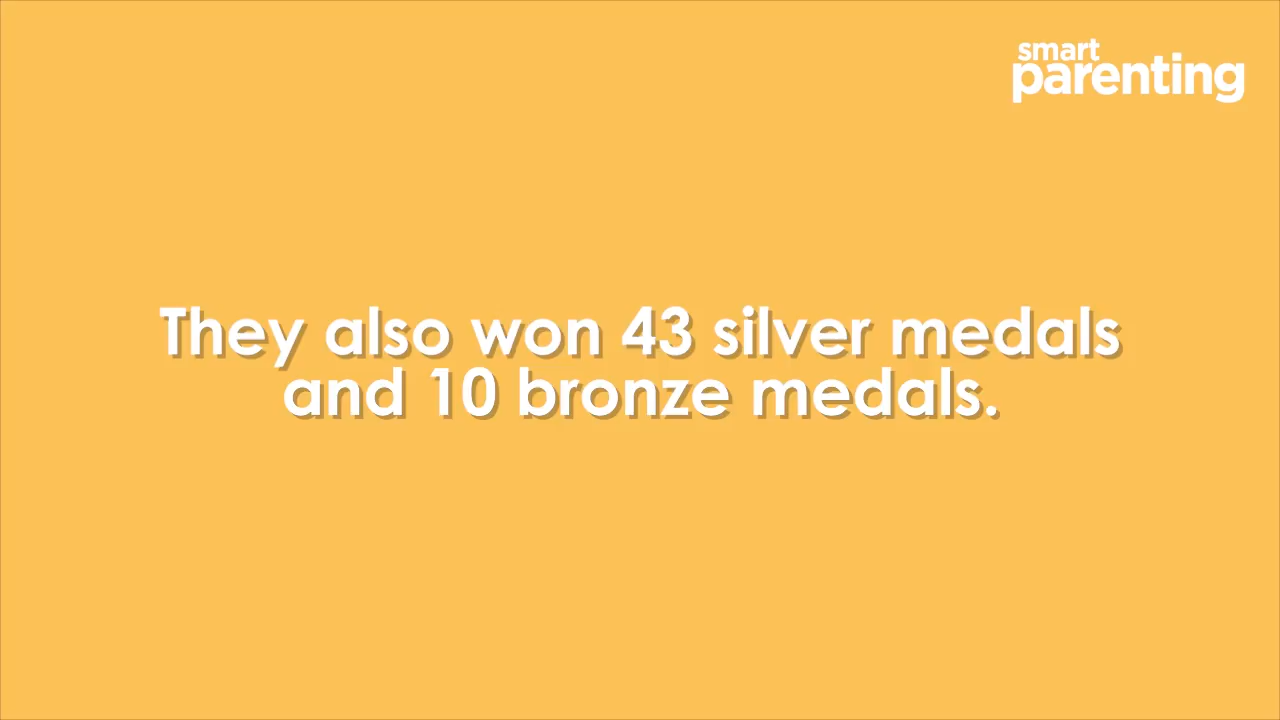 smart
parenting
They also won 43 silver medals
and 10 bronze medals.